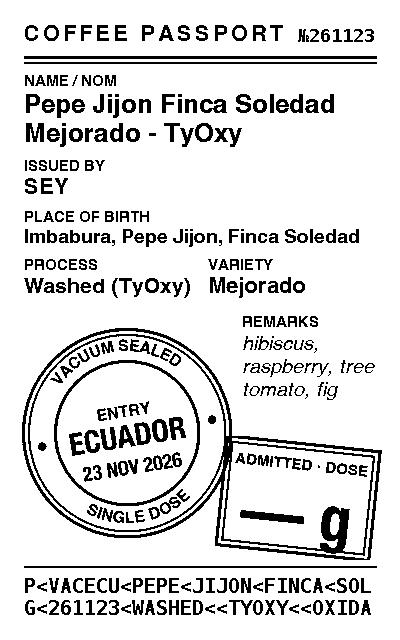 COFFEE PASSPORT №261123
NAME / NOM
Pepe Jijon Finca Soledad
Mejorado - TyOxy
ISSUED BY
SEY
PLACE OF BIRTH
Imbabura, Pepe Jijon, Finca Soledad
PROCESS VARIETY
Washed (TyOxy) Mejorado
REMARKS
hibiscus,
raspberry, tree
tomato, fig
VACUUM SEALED
ENTRY
ECUADOR
23 NOV 2026
SINGLE DOSE
ADMITTED · DOSE
g
P<VACECU<PEPE<JIJON<FINCA<SOL
G<261123<WASHED<<TYOXY<<OXIDA